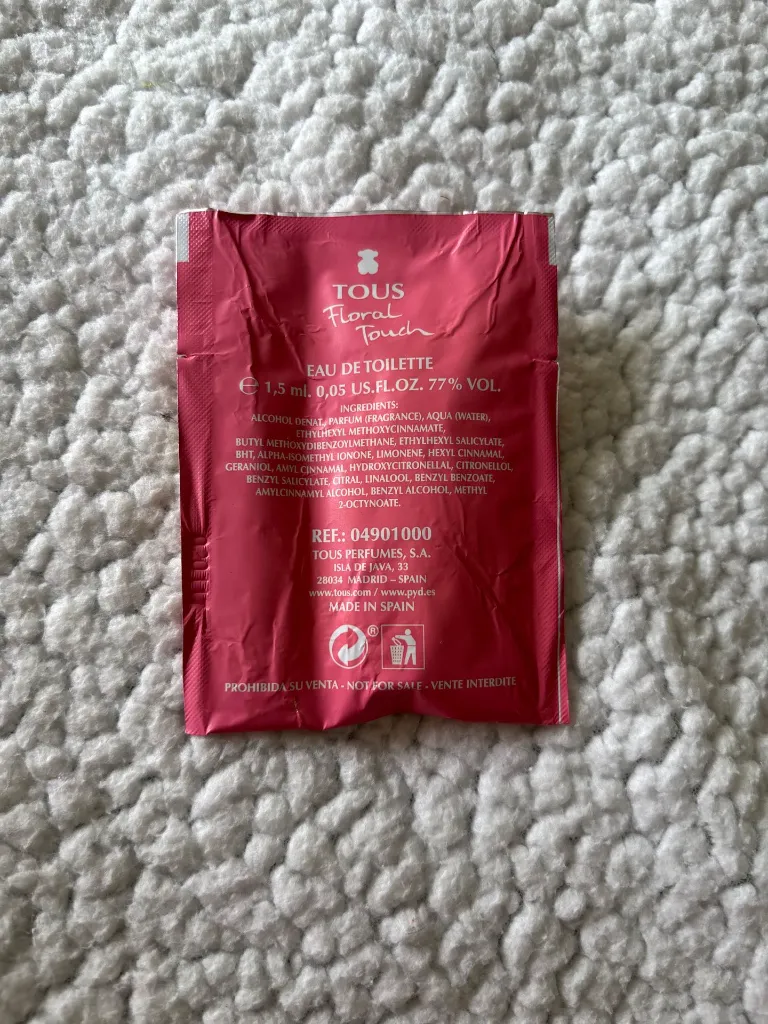 TOUS
Floral
Touch
EAU DE TOILETTE
℮ 1,5 ml. 0,05 US.FL.OZ. 77% VOL.
INGREDIENTS:
ALCOHOL DENAT., PARFUM (FRAGRANCE), AQUA (WATER),
ETHYLHEXYL METHOXYCINNAMATE,
BUTYL METHOXYDIBENZOYLMETHANE, ETHYLHEXYL SALICYLATE,
BHT, ALPHA-ISOMETHYL IONONE, LIMONENE, HEXYL CINNAMAL,
GERANIOL, AMYL CINNAMAL, HYDROXYCITRONELLAL, CITRONELLOL,
BENZYL SALICYLATE, CITRAL, LINALOOL, BENZYL BENZOATE,
AMYLCINNAMYL ALCOHOL, BENZYL ALCOHOL, METHYL
2-OCTYNOATE.
REF.: 04901000
TOUS PERFUMES, S.A.
ISLA DE JAVA, 33
28034 MADRID – SPAIN
www.tous.com / www.pyd.es
MADE IN SPAIN
®
PROHIBIDA SU VENTA - NOT FOR SALE - VENTE INTERDITE